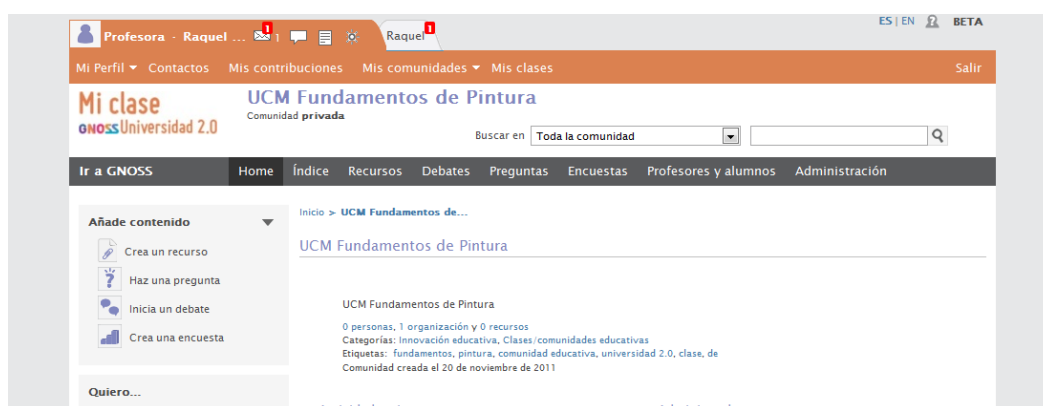 ES | EN BETA
Profesora · Raquel ... 1 1 Raquel 1
Mi Perfil Contactos Mis contribuciones Mis comunidades Mis clases Salir
Mi clase
GNOSS Universidad 2.0
UCM Fundamentos de Pintura
Comunidad privada
Buscar en Toda la comunidad
Ir a GNOSS Home Índice Recursos Debates Preguntas Encuestas Profesores y alumnos Administración
Añade contenido
Crea un recurso
Haz una pregunta
Inicia un debate
Crea una encuesta
Quiero...
Inicio > UCM Fundamentos de...
UCM Fundamentos de Pintura
UCM Fundamentos de Pintura
0 personas, 1 organización y 0 recursos
Categorías: Innovación educativa, Clases/comunidades educativas
Etiquetas: fundamentos, pintura, comunidad educativa, universidad 2.0, clase, de
Comunidad creada el 20 de noviembre de 2011